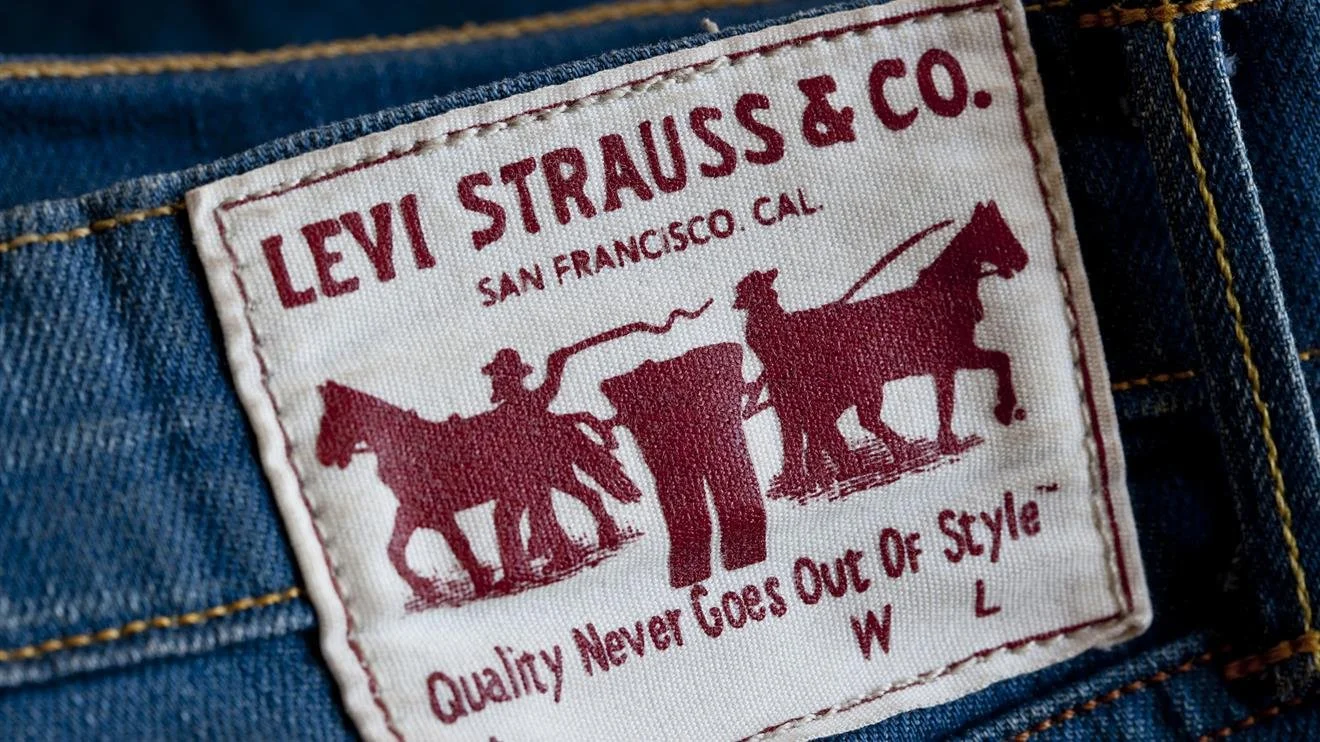 LEVI STRAUSS & CO.
SAN FRANCISCO. CAL.
Quality Never Goes Out Of Style™
W L